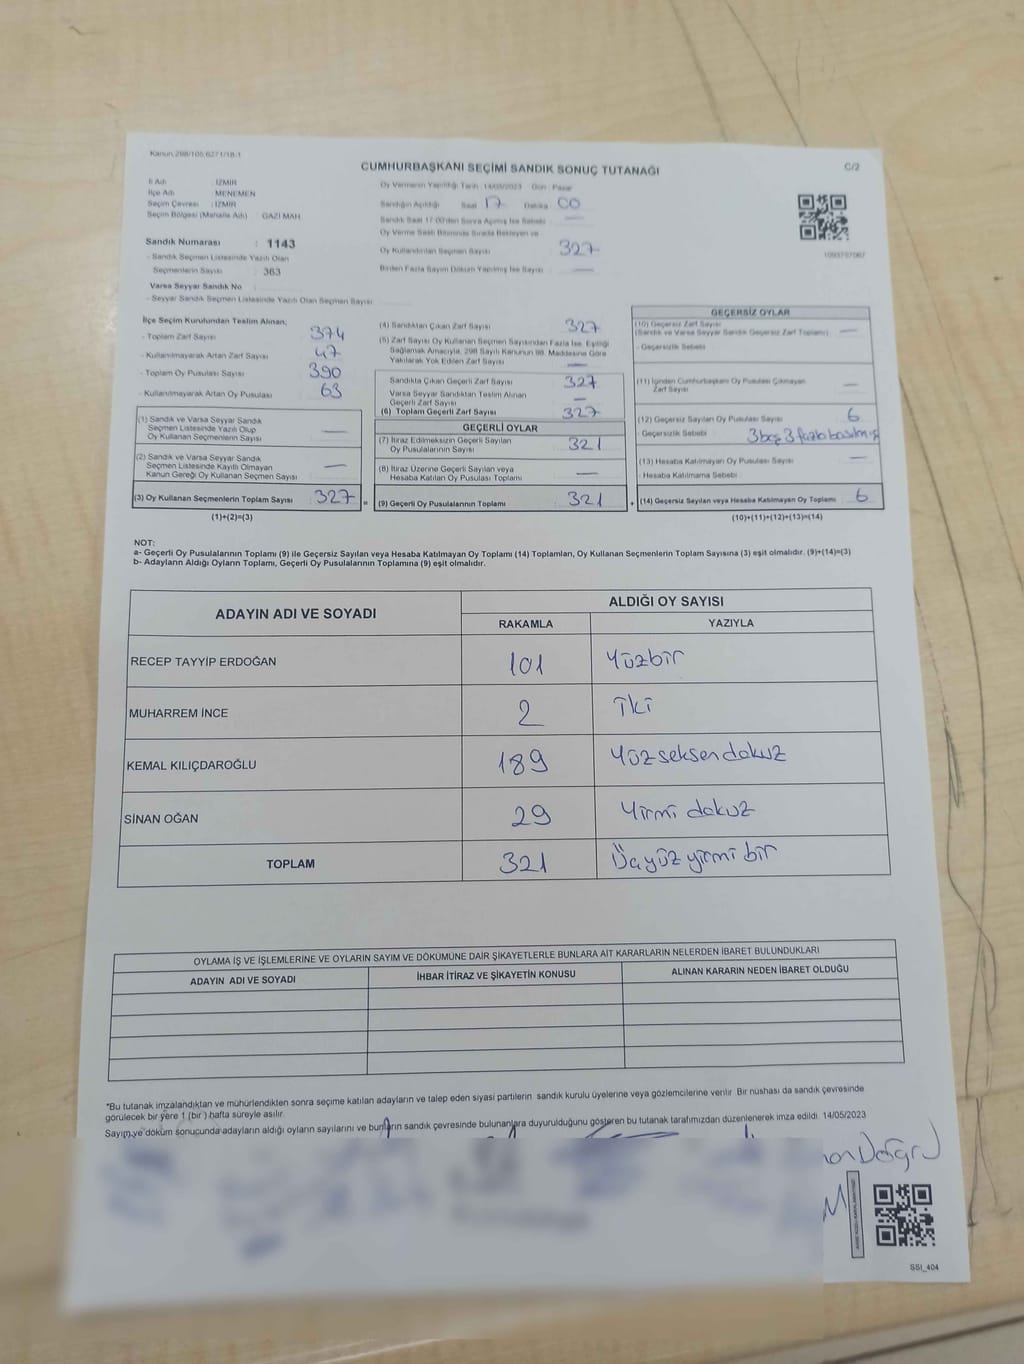 Kanun:298/105;6271/18-1
CUMHURBAŞKANI SEÇİMİ SANDIK SONUÇ TUTANAĞI
C/2
İl Adı : İZMİR
İlçe Adı : MENEMEN
Seçim Çevresi : İZMİR
Seçim Bölgesi (Mahalle Adı) : GAZİ MAH
Sandık Numarası : 1143
- Sandık Seçmen Listesinde Yazılı Olan
Seçmenlerin Sayısı : 363
Varsa Seyyar Sandık No
- Seyyar Sandık Seçmen Listesinde Yazılı Olan Seçmen Sayısı
Oy Vermenin Yapıldığı Tarih : 14/05/2023 Gün : Pazar
Sandığın Açıldığı Saat 17 Dakika 00
Sandık Saat 17:00'den Sonra Açılmış İse Sebebi —
Oy Verme Saati Bitiminde Sırada Bekleyen ve
Oy Kullandırılan Seçmen Sayısı 327
Birden Fazla Sayım Döküm Yapılmış İse Sayısı —
İlçe Seçim Kurulundan Teslim Alınan;
- Toplam Zarf Sayısı 374
- Kullanılmayarak Artan Zarf Sayısı 47
- Toplam Oy Pusulası Sayısı 390
- Kullanılmayarak Artan Oy Pusulası 63
(1) Sandık ve Varsa Seyyar Sandık
Seçmen Listesinde Yazılı Olup
Oy Kullanan Seçmenlerin Sayısı —
(2) Sandık ve Varsa Seyyar Sandık
Seçmen Listesinde Kayıtlı Olmayan
Kanun Gereği Oy Kullanan Seçmen Sayısı —
(3) Oy Kullanan Seçmenlerin Toplam Sayısı 327 =
(1)+(2)=(3)
(4) Sandıktan Çıkan Zarf Sayısı 327
(5) Zarf Sayısı Oy Kullanan Seçmen Sayısından Fazla İse, Eşitliği
Sağlamak Amacıyla, 298 Sayılı Kanunun 98. Maddesine Göre
Yakılarak Yok Edilen Zarf Sayısı —
Sandıkta Çıkan Geçerli Zarf Sayısı 327
Varsa Seyyar Sandıktan Teslim Alınan
Geçerli Zarf Sayısı —
(6) Toplam Geçerli Zarf Sayısı 327
GEÇERLİ OYLAR
(7) İtiraz Edilmeksizin Geçerli Sayılan
Oy Pusulalarının Sayısı 321
(8) İtiraz Üzerine Geçerli Sayılan veya
Hesaba Katılan Oy Pusulası Toplamı —
(9) Geçerli Oy Pusulalarının Toplamı 321 +
GEÇERSİZ OYLAR
(10) Geçersiz Zarf Sayısı
(Sandık ve Varsa Seyyar Sandık Geçersiz Zarf Toplamı) —
- Geçersizlik Sebebi
(11) İçinden Cumhurbaşkanı Oy Pusulası Çıkmayan
Zarf Sayısı —
(12) Geçersiz Sayılan Oy Pusulası Sayısı 6
- Geçersizlik Sebebi 3 boş 3 fazla basılmış
(13) Hesaba Katılmayan Oy Pusulası Sayısı —
- Hesaba Katılmama Sebebi
(14) Geçersiz Sayılan veya Hesaba Katılmayan Oy Toplamı 6
(10)+(11)+(12)+(13)=(14)
NOT:
a- Geçerli Oy Pusulalarının Toplamı (9) ile Geçersiz Sayılan veya Hesaba Katılmayan Oy Toplamı (14) Toplamları, Oy Kullanan Seçmenlerin Toplam Sayısına (3) eşit olmalıdır. (9)+(14)=(3)
b- Adayların Aldığı Oyların Toplamı, Geçerli Oy Pusulalarının Toplamına (9) eşit olmalıdır.
ADAYIN ADI VE SOYADI
ALDIĞI OY SAYISI
RAKAMLA YAZIYLA
RECEP TAYYİP ERDOĞAN 101 Yüzbir
MUHARREM İNCE 2 İki
KEMAL KILIÇDAROĞLU 189 Yüzseksendokuz
SİNAN OĞAN 29 Yirmi dokuz
TOPLAM 321 Üçyüz yirmi bir
OYLAMA İŞ VE İŞLEMLERİNE VE OYLARIN SAYIM VE DÖKÜMÜNE DAİR ŞİKAYETLERLE BUNLARA AİT KARARLARIN NELERDEN İBARET BULUNDUKLARI
ADAYIN ADI VE SOYADI İHBAR İTİRAZ VE ŞİKAYETİN KONUSU ALINAN KARARIN NEDEN İBARET OLDUĞU
*Bu tutanak imzalandıktan ve mühürlendikten sonra seçime katılan adayların ve talep eden siyasi partilerin sandık kurulu üyelerine veya gözlemcilerine verilir. Bir nüshası da sandık çevresinde
görülecek bir yere 1 (bir) hafta süreyle asılır.
Sayım ve döküm sonucunda adayların aldığı oyların sayılarını ve bunların sandık çevresinde bulunanlara duyurulduğunu gösteren bu tutanak tarafımızdan düzenlenerek imza edildi. 14/05/2023
SSI_404